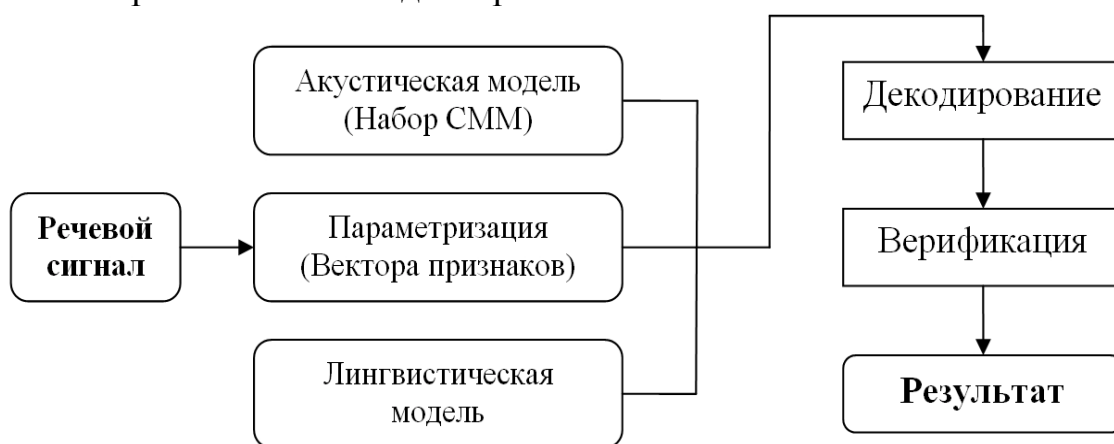 Акустическая модель
(Набор СММ)
Речевой
сигнал
Параметризация
(Вектора признаков)
Лингвистическая
модель
Декодирование
Верификация
Результат